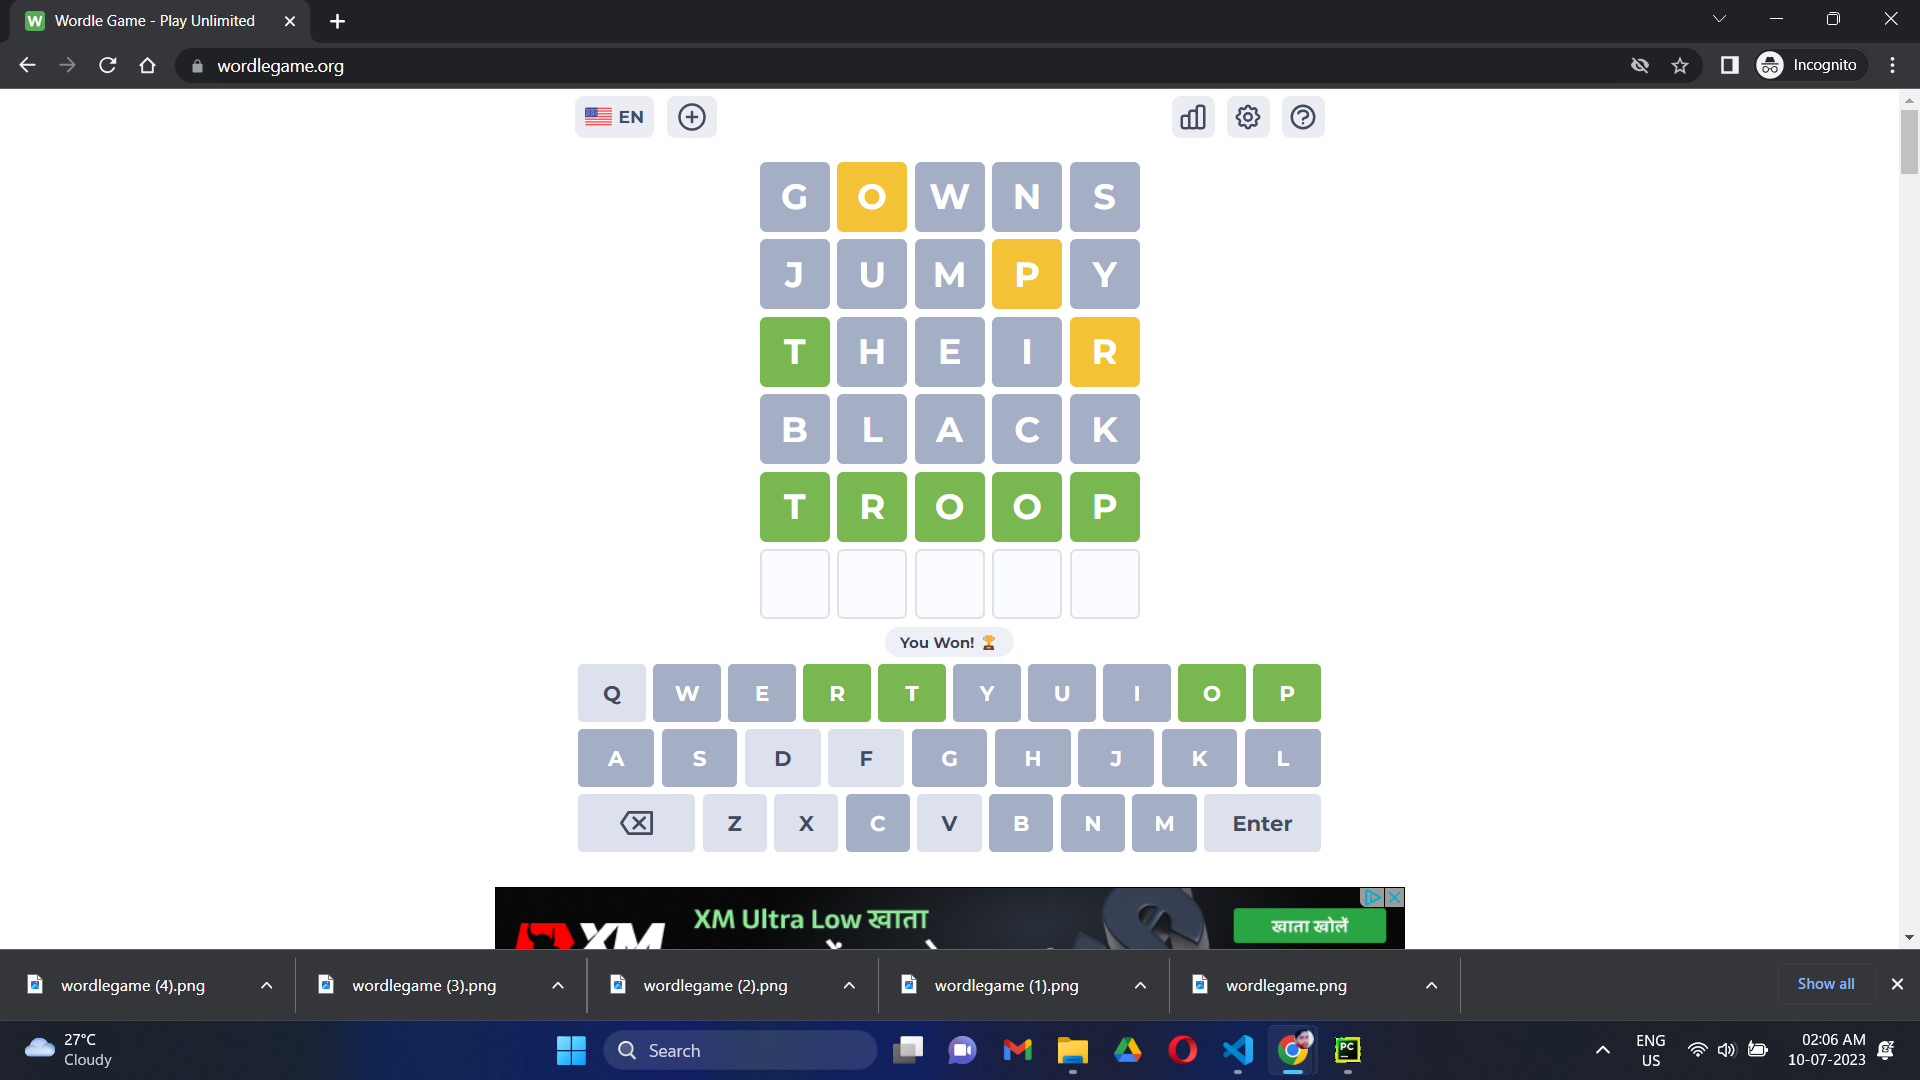 W Wordle Game - Play Unlimited
wordlegame.org
Incognito
EN
G O W N S
J U M P Y
T H E I R
B L A C K
T R O O P
You Won! 🏆
Q W E R T Y U I O P
A S D F G H J K L
Z X C V B N M Enter
XM XM Ultra Low खाता खाता खोलें
wordlegame (4).png wordlegame (3).png wordlegame (2).png wordlegame (1).png wordlegame.png Show all
27°C
Cloudy
Search
PC
ENG
US
02:06 AM
10-07-2023